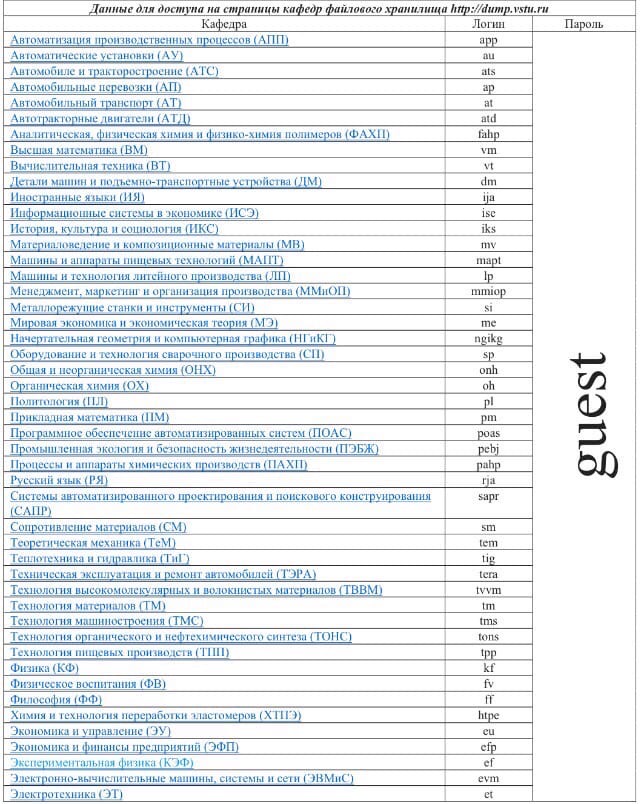 Данные для доступа на страницы кафедр файлового хранилища http://dump.vstu.ru
Кафедра Логин Пароль
Автоматизация производственных процессов (АПП) app
Автоматические установки (АУ) au
Автомобиле и тракторостроение (АТС) ats
Автомобильные перевозки (АП) ap
Автомобильный транспорт (АТ) at
Автотракторные двигатели (АТД) atd
Аналитическая, физическая химия и физико-химия полимеров (ФАХП) fahp
Высшая математика (ВМ) vm
Вычислительная техника (ВТ) vt
Детали машин и подъемно-транспортные устройства (ДМ) dm
Иностранные языки (ИЯ) ija
Информационные системы в экономике (ИСЭ) ise
История, культура и социология (ИКС) iks
Материаловедение и композиционные материалы (МВ) mv
Машины и аппараты пищевых технологий (МАПТ) mapt
Машины и технология литейного производства (ЛП) lp
Менеджмент, маркетинг и организация производства (ММиОП) mmiop
Металлорежущие станки и инструменты (СИ) si
Мировая экономика и экономическая теория (МЭ) me
Начертательная геометрия и компьютерная графика (НГиКГ) ngikg
Оборудование и технология сварочного производства (СП) sp
Общая и неорганическая химия (ОНХ) onh
Органическая химия (ОХ) oh
Политология (ПЛ) pl
Прикладная математика (ПМ) pm
Программное обеспечение автоматизированных систем (ПОАС) poas
Промышленная экология и безопасность жизнедеятельности (ПЭБЖ) pebj
Процессы и аппараты химических производств (ПАХП) pahp
Русский язык (РЯ) rja
Системы автоматизированного проектирования и поискового конструирования sapr
(САПР)
Сопротивление материалов (СМ) sm
Теоретическая механика (ТеМ) tem
Теплотехника и гидравлика (ТиГ) tig
Техническая эксплуатация и ремонт автомобилей (ТЭРА) tera
Технология высокомолекулярных и волокнистых материалов (ТВВМ) tvvm
Технология материалов (ТМ) tm
Технология машиностроения (ТМС) tms
Технология органического и нефтехимического синтеза (ТОНС) tons
Технология пищевых производств (ТПП) tpp
Физика (КФ) kf
Физическое воспитания (ФВ) fv
Философия (ФФ) ff
Химия и технология переработки эластомеров (ХТПЭ) htpe
Экономика и управление (ЭУ) eu
Экономика и финансы предприятий (ЭФП) efp
Экспериментальная физика (КЭФ) ef
Электронно-вычислительные машины, системы и сети (ЭВМиС) evm
Электротехника (ЭТ) et
guest